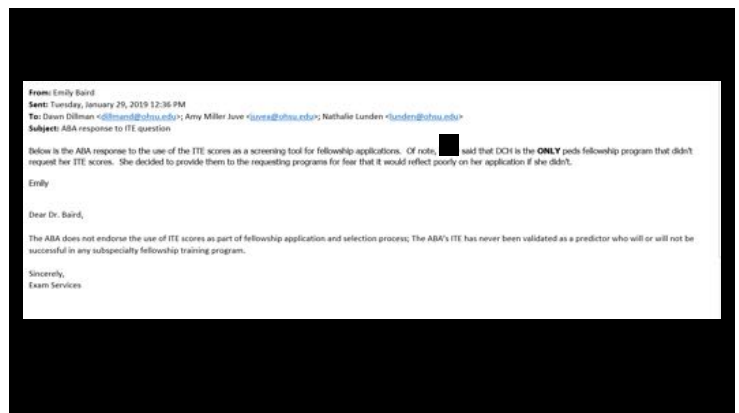 From: Emily Baird
Sent: Tuesday, January 29, 2019 12:36 PM
To: Dawn Dillman <dillmand@ohsu.edu>; Amy Miller Juve <juvea@ohsu.edu>; Nathalie Lunden <lunden@ohsu.edu>
Subject: ABA response to ITE question
Below is the ABA response to the use of the ITE scores as a screening tool for fellowship applications. Of note, said that DCH is the ONLY peds fellowship program that didn't
request her ITE scores. She decided to provide them to the requesting programs for fear that it would reflect poorly on her application if she didn't.
Emily
Dear Dr. Baird,
The ABA does not endorse the use of ITE scores as part of fellowship application and selection process; The ABA's ITE has never been validated as a predictor who will or will not be
successful in any subspecialty fellowship training program.
Sincerely,
Exam Services